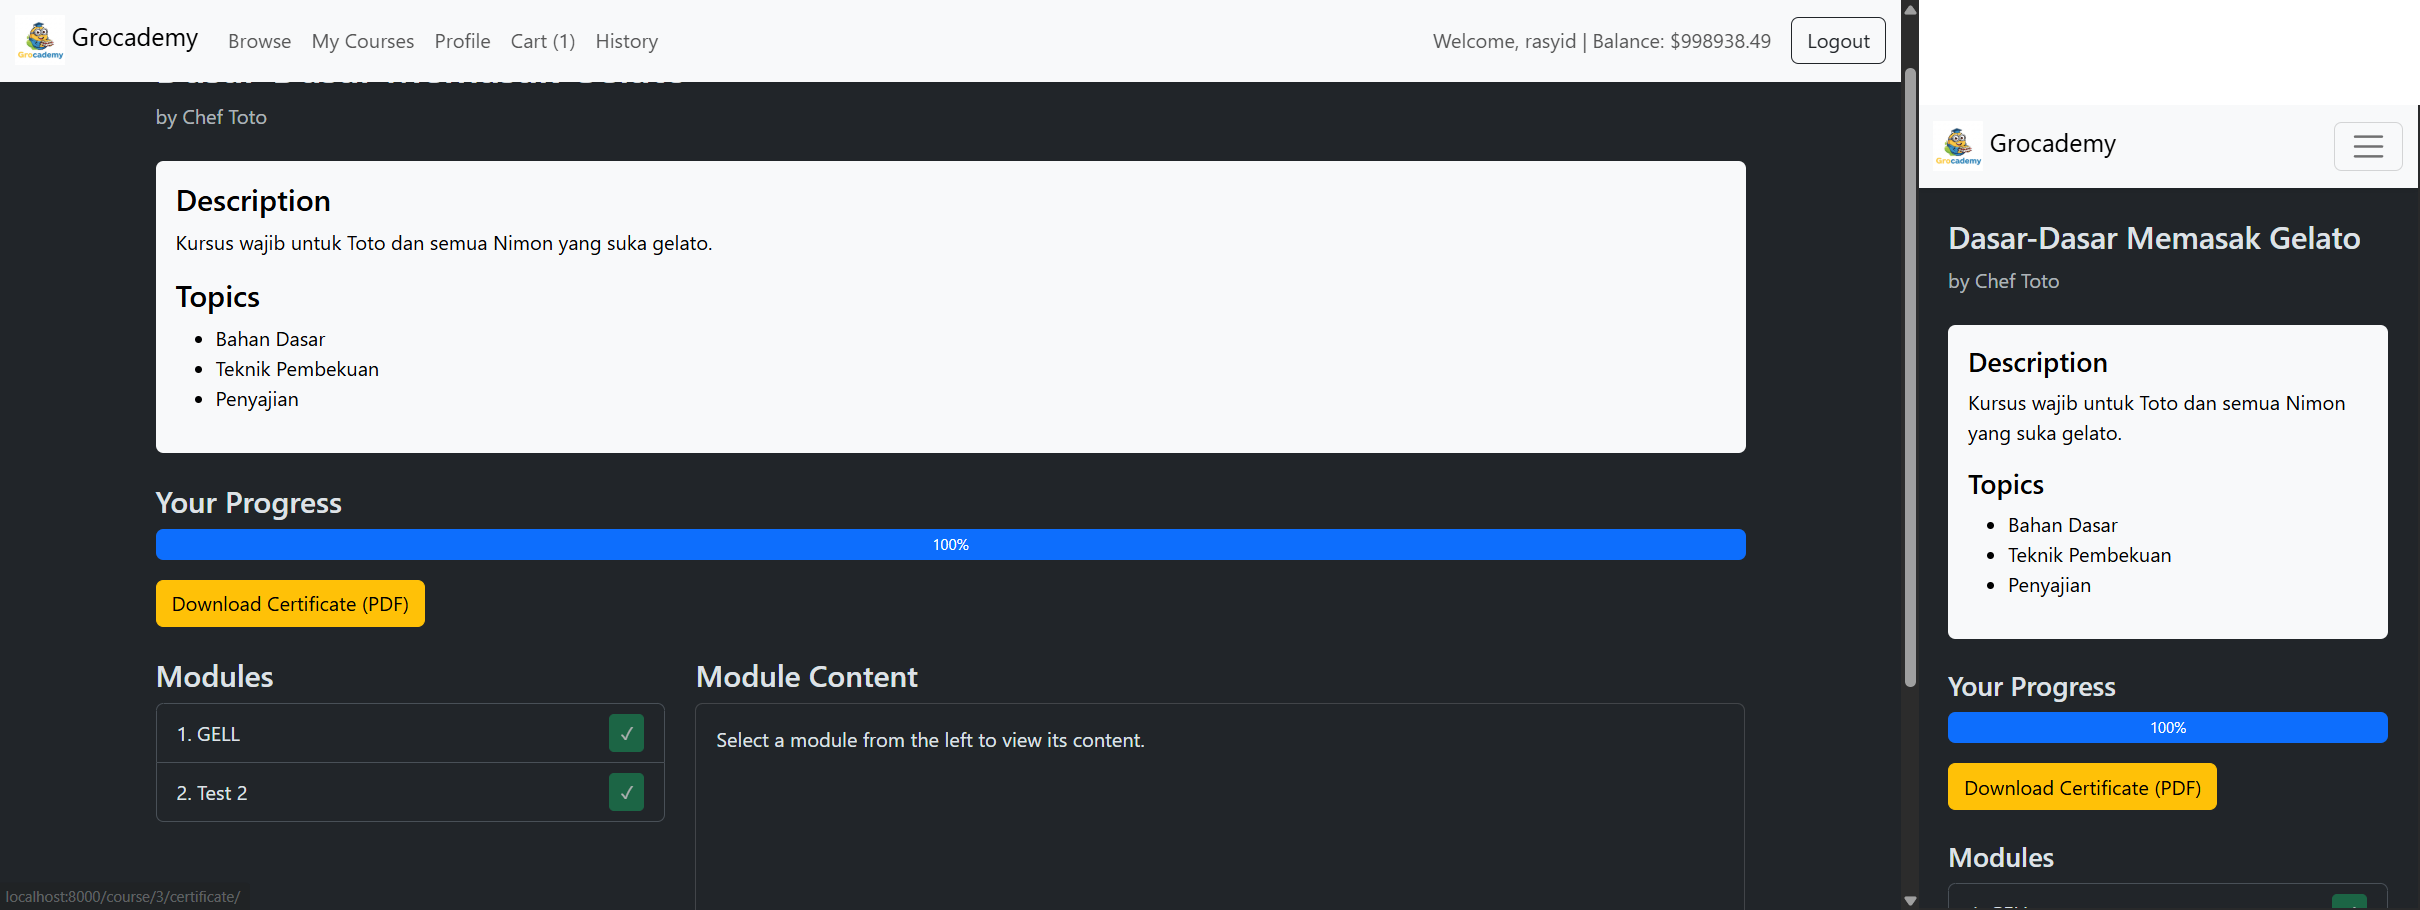 Grocademy
Grocademy Browse My Courses Profile Cart (1) History Welcome, rasyid | Balance: $998938.49 Logout
by Chef Toto
Description
Kursus wajib untuk Toto dan semua Nimon yang suka gelato.
Topics
Bahan Dasar
Teknik Pembekuan
Penyajian
Your Progress
100%
Download Certificate (PDF)
Modules
1. GELL ✓
2. Test 2 ✓
Module Content
Select a module from the left to view its content.
localhost:8000/course/3/certificate/
Grocademy
Grocademy
Dasar-Dasar Memasak Gelato
by Chef Toto
Description
Kursus wajib untuk Toto dan semua Nimon
yang suka gelato.
Topics
Bahan Dasar
Teknik Pembekuan
Penyajian
Your Progress
100%
Download Certificate (PDF)
Modules